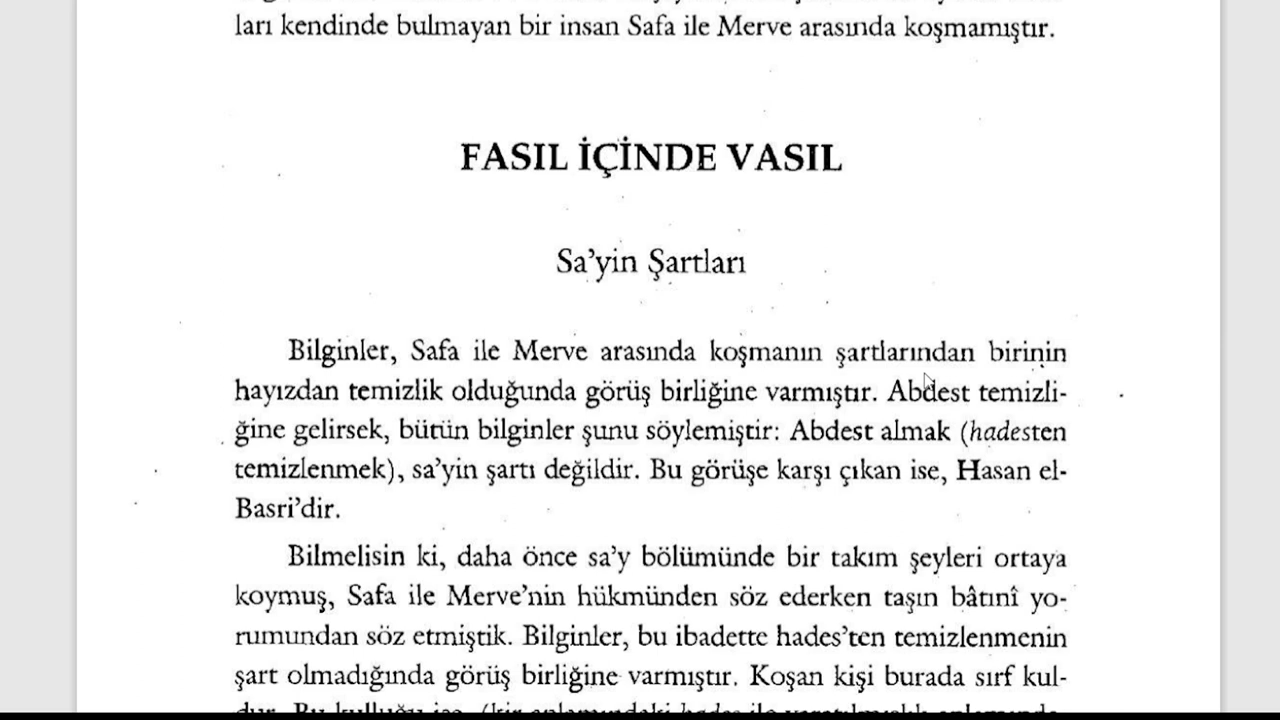 ları kendinde bulmayan bir insan Safa ile Merve arasında koşmamıştır.
FASIL İÇİNDE VASIL
Sa'yin Şartları
Bilginler, Safa ile Merve arasında koşmanın şartlarından birinin
hayızdan temizlik olduğunda görüş birliğine varmıştır. Abdest temizli-
ğine gelirsek, bütün bilginler şunu söylemiştir: Abdest almak (hadesten
temizlenmek), sa'yin şartı değildir. Bu görüşe karşı çıkan ise, Hasan el-
Basri'dir.
Bilmelisin ki, daha önce sa'y bölümünde bir takım şeyleri ortaya
koymuş, Safa ile Merve'nin hükmünden söz ederken taşın bâtınî yo-
rumundan söz etmiştik. Bilginler, bu ibadette hades'ten temizlenmenin
şart olmadığında görüş birliğine varmıştır. Koşan kişi burada sırf kul-